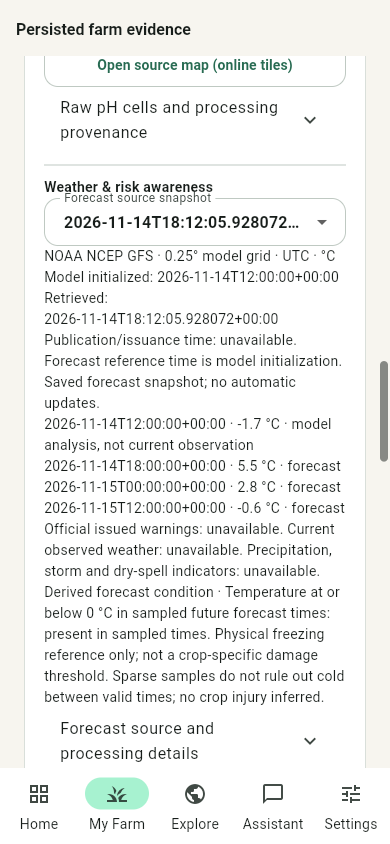 Persisted farm evidence
Open source map (online tiles)
Raw pH cells and processing
provenance
Weather & risk awareness
Forecast source snapshot
2026-11-14T18:12:05.928072...
NOAA NCEP GFS · 0.25° model grid · UTC · °C
Model initialized: 2026-11-14T12:00:00+00:00
Retrieved:
2026-11-14T18:12:05.928072+00:00
Publication/issuance time: unavailable.
Forecast reference time is model initialization.
Saved forecast snapshot; no automatic
updates.
2026-11-14T12:00:00+00:00 · -1.7 °C · model
analysis, not current observation
2026-11-14T18:00:00+00:00 · 5.5 °C · forecast
2026-11-15T00:00:00+00:00 · 2.8 °C · forecast
2026-11-15T12:00:00+00:00 · -0.6 °C · forecast
Official issued warnings: unavailable. Current
observed weather: unavailable. Precipitation,
storm and dry-spell indicators: unavailable.
Derived forecast condition · Temperature at or
below 0 °C in sampled future forecast times:
present in sampled times. Physical freezing
reference only; not a crop-specific damage
threshold. Sparse samples do not rule out cold
between valid times; no crop injury inferred.
Forecast source and
processing details
Home
My Farm
Explore
Assistant
Settings